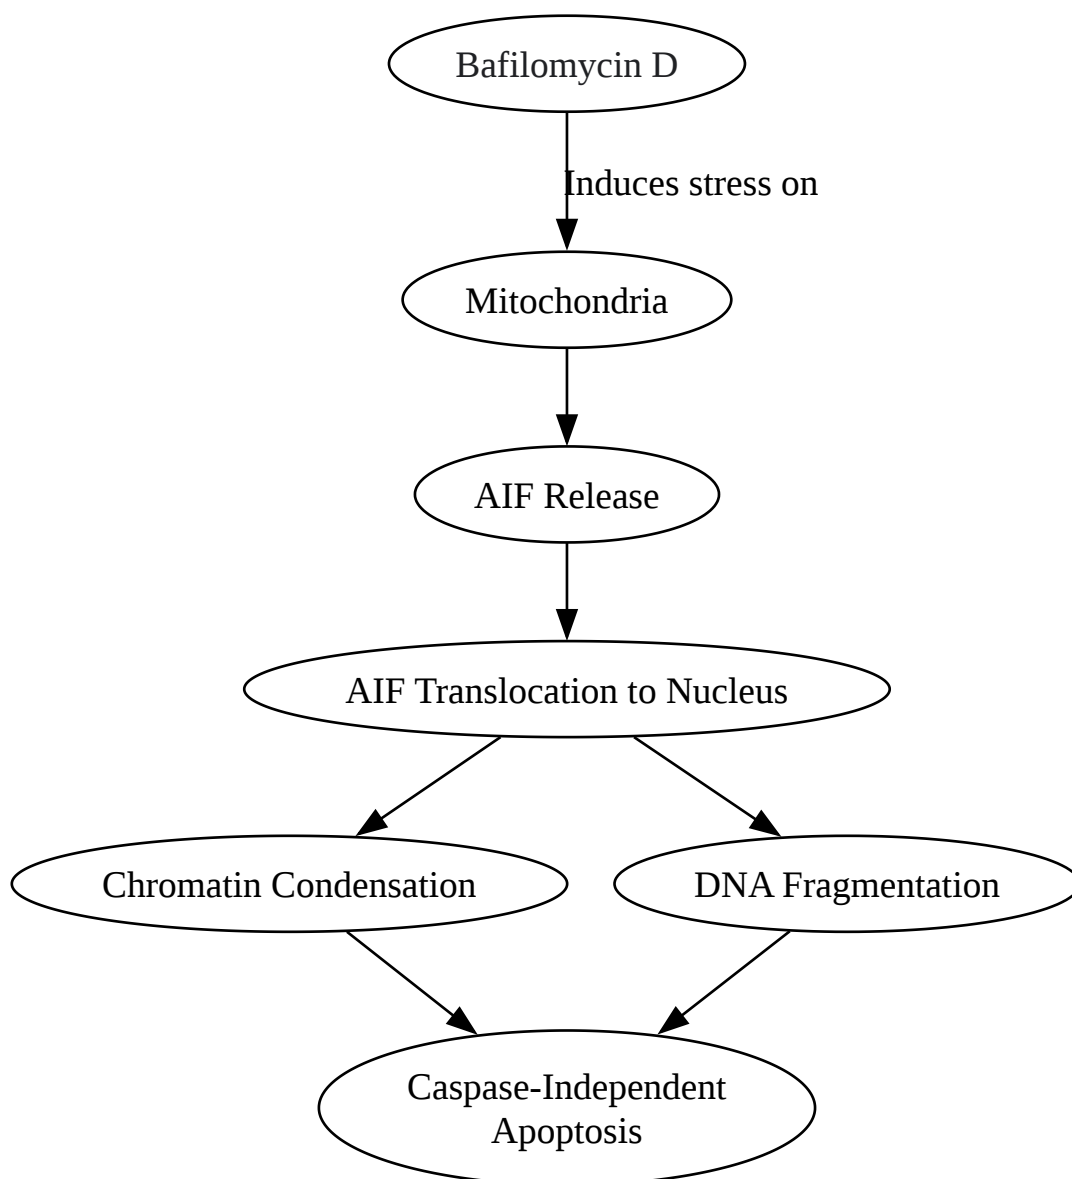 Bafilomycin D
Induces stress on
Mitochondria
AIF Release
AIF Translocation to Nucleus
Chromatin Condensation
DNA Fragmentation
Caspase-Independent
Apoptosis